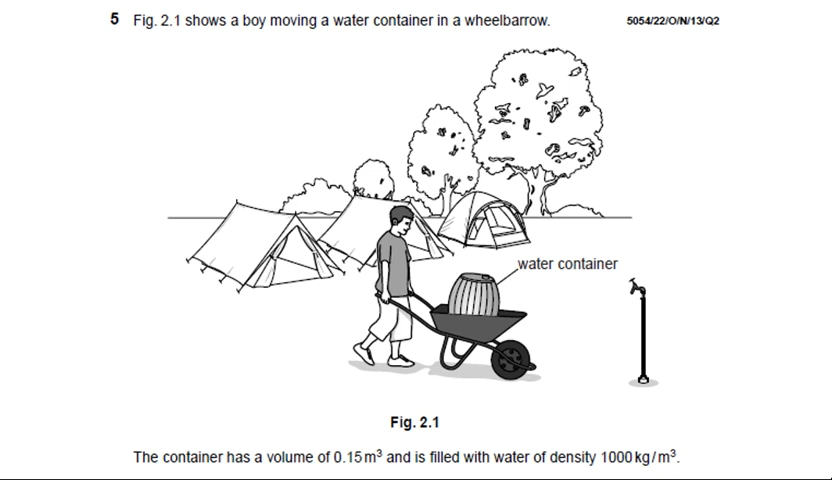 5 Fig. 2.1 shows a boy moving a water container in a wheelbarrow. 5054/22/O/N/13/Q2
water container
Fig. 2.1
The container has a volume of 0.15 m³ and is filled with water of density 1000 kg/m³.